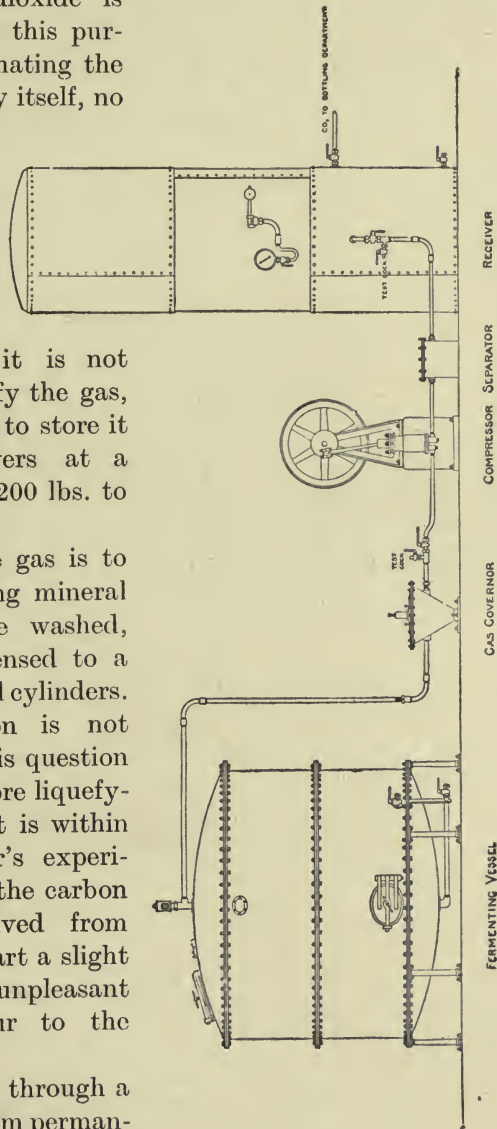 dioxide is
this pur-
nating the
y itself, no
it is not
fy the gas,
to store it
ers at a
200 lbs. to
e gas is to
ng mineral
e washed,
ensed to a
l cylinders.
on is not
is question
ore liquefy-
t is within
r's experi-
the carbon
ved from
art a slight
unpleasant
ur to the
through a
m perman-
CO₂ TO BOTTLING DEPARTMENT
TEST COCK
TEST COCK
FERMENTING VESSEL
GAS GOVERNOR
COMPRESSOR
SEPARATOR
RECEIVER